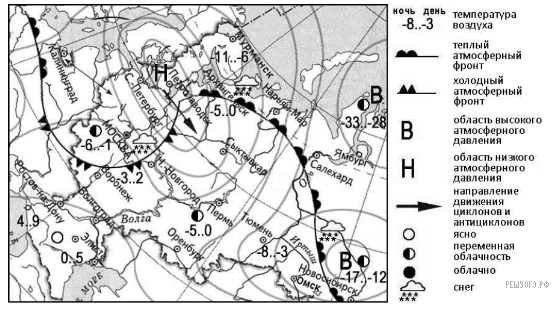 Мурманск
Калининград
С. Петербург
Петрозаводск
Архангельск
Н
-11..-6
-5..0
Нарьян-Мар
В
-33..-28
Москва
-6..-1
-3..2
Воронеж
Н. Новгород
Сыктывкар
Ямбург
Салехард
Ростов-на-Дону
4..9
Волгоград
Волга
Пермь
-5..0
Элиста
0..5
Оренбург
Тюмень
-8..-3
Иртыш
Новосибирск
Омск
В
-17..-12
МОРЕ
ночь день
-8..-3
температура
воздуха
теплый
атмосферный
фронт
холодный
атмосферный
фронт
В
область высокого
атмосферного
давления
Н
область низкого
атмосферного
давления
направление
движения
циклонов и
антициклонов
ясно
переменная
облачность
облачно
снег
РЕШУОГЭ.РФ